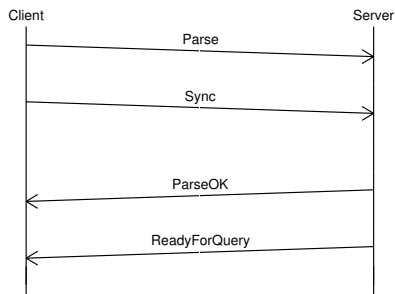 Client
Server
Parse
Sync
ParseOK
ReadyForQuery